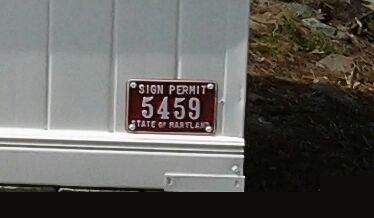 SIGN PERMIT
5459
STATE OF MARYLAND